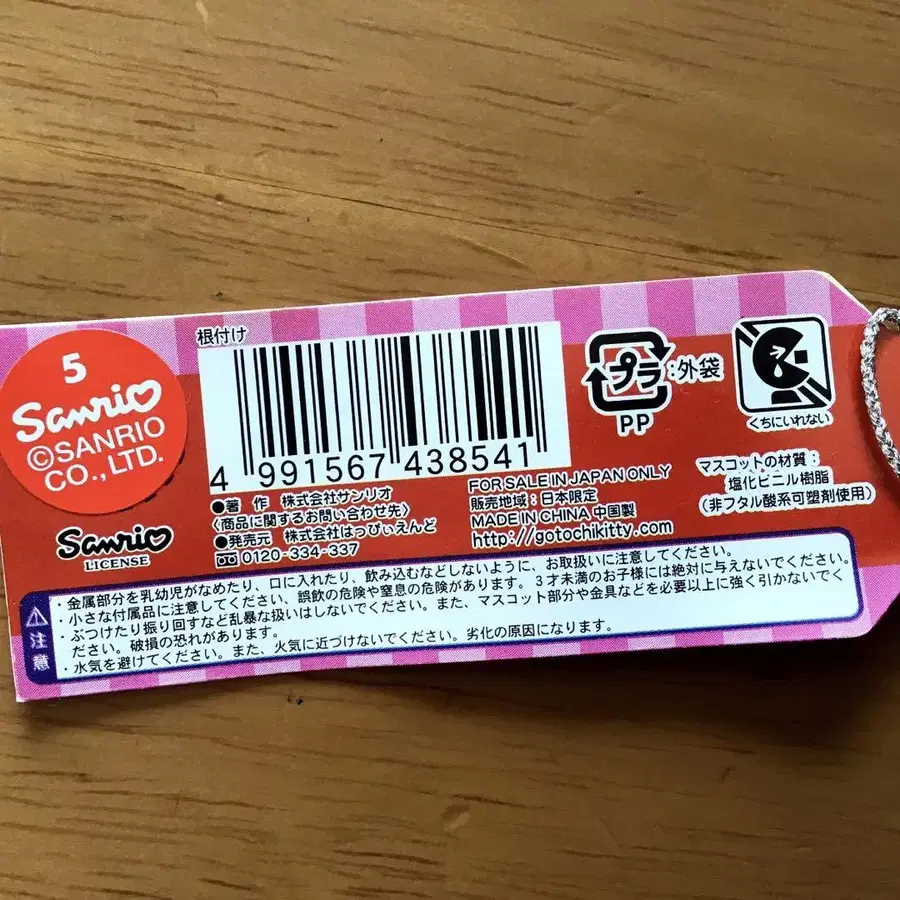 5
Sanrio
©SANRIO
CO., LTD.
Sanrio
LICENSE
根付け
4 991567 438541
●著 作 株式会社サンリオ
〈商品に関するお問い合わせ先〉
●発売元 株式会社はっぴぃえんど
0120-334-337
FOR SALE IN JAPAN ONLY
販売地域：日本限定
MADE IN CHINA 中国製
http://gotochikitty.com
プラ
:外袋
PP
くちにいれない
マスコットの材質：
塩化ビニル樹脂
（非フタル酸系可塑剤使用）
注意
・金属部分を乳幼児がなめたり、口に入れたり、飲み込むなどしないように、お取扱いに注意してください。
・小さな付属品に注意してください、誤飲の危険や窒息の危険があります。3才未満のお子様には絶対に与えないでください。
・ぶつけたり振り回すなど乱暴な扱いはしないでください。また、マスコット部分や金具などを必要以上に強く引かないでく
ださい。破損の恐れがあります。
・水気を避けてください。また、火気に近づけないでください。劣化の原因になります。